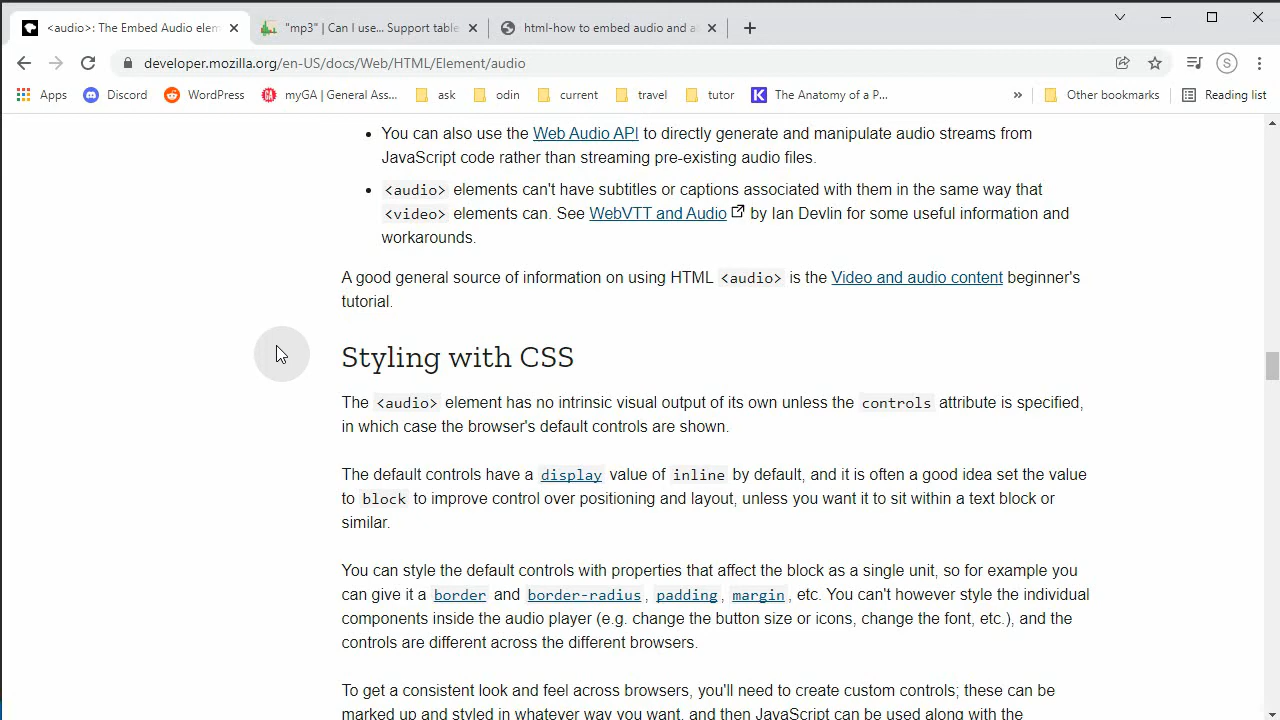 <audio>: The Embed Audio elem
"mp3" | Can I use... Support table
html-how to embed audio and a
developer.mozilla.org/en-US/docs/Web/HTML/Element/audio
S
Apps
Discord
WordPress
myGA | General Ass...
ask
odin
current
travel
tutor
The Anatomy of a P...
»
Other bookmarks
Reading list
• You can also use the Web Audio API to directly generate and manipulate audio streams from
JavaScript code rather than streaming pre-existing audio files.
• <audio> elements can't have subtitles or captions associated with them in the same way that
<video> elements can. See WebVTT and Audio by Ian Devlin for some useful information and
workarounds.
A good general source of information on using HTML <audio> is the Video and audio content beginner's
tutorial.
Styling with CSS
The <audio> element has no intrinsic visual output of its own unless the controls attribute is specified,
in which case the browser's default controls are shown.
The default controls have a display value of inline by default, and it is often a good idea set the value
to block to improve control over positioning and layout, unless you want it to sit within a text block or
similar.
You can style the default controls with properties that affect the block as a single unit, so for example you
can give it a border and border-radius, padding, margin, etc. You can't however style the individual
components inside the audio player (e.g. change the button size or icons, change the font, etc.), and the
controls are different across the different browsers.
To get a consistent look and feel across browsers, you'll need to create custom controls; these can be
marked up and styled in whatever way you want, and then JavaScript can be used along with the